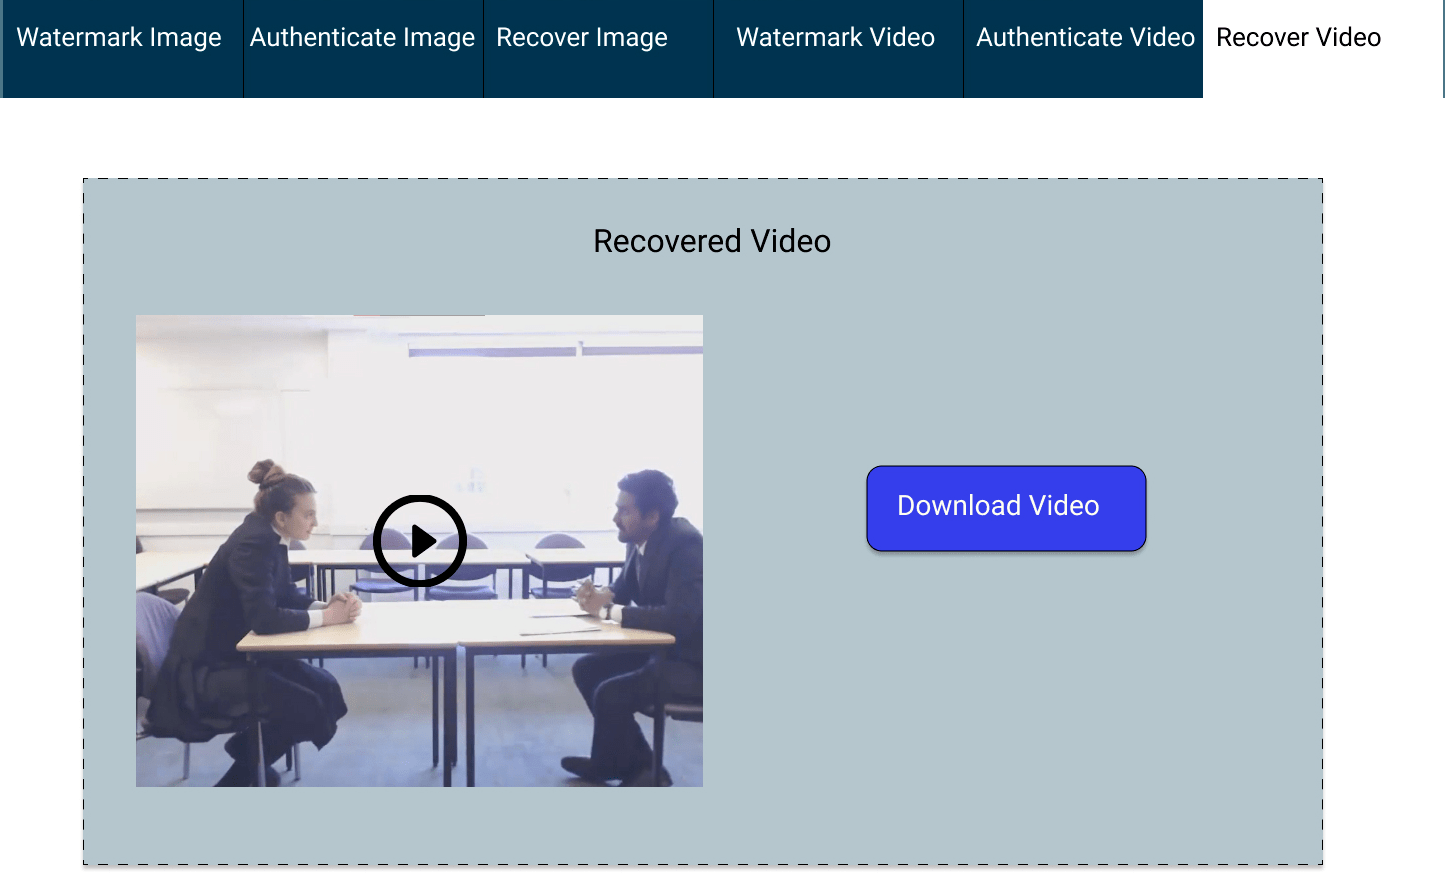 Watermark Image
Authenticate Image
Recover Image
Watermark Video
Authenticate Video
Recover Video
Recovered Video
Download Video